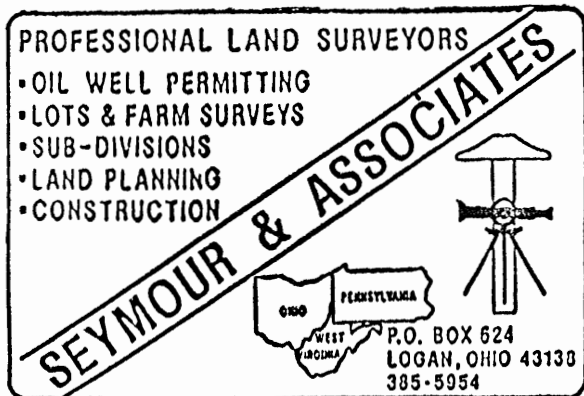 PROFESSIONAL LAND SURVEYORS
▪OIL WELL PERMITTING
▪LOTS & FARM SURVEYS
▪SUB-DIVISIONS
▪LAND PLANNING
▪CONSTRUCTION
SEYMOUR & ASSOCIATES
OHIO
PENNSYLVANIA
WEST
VIRGINIA
P.O. BOX 624
LOGAN, OHIO 43138
385-5954